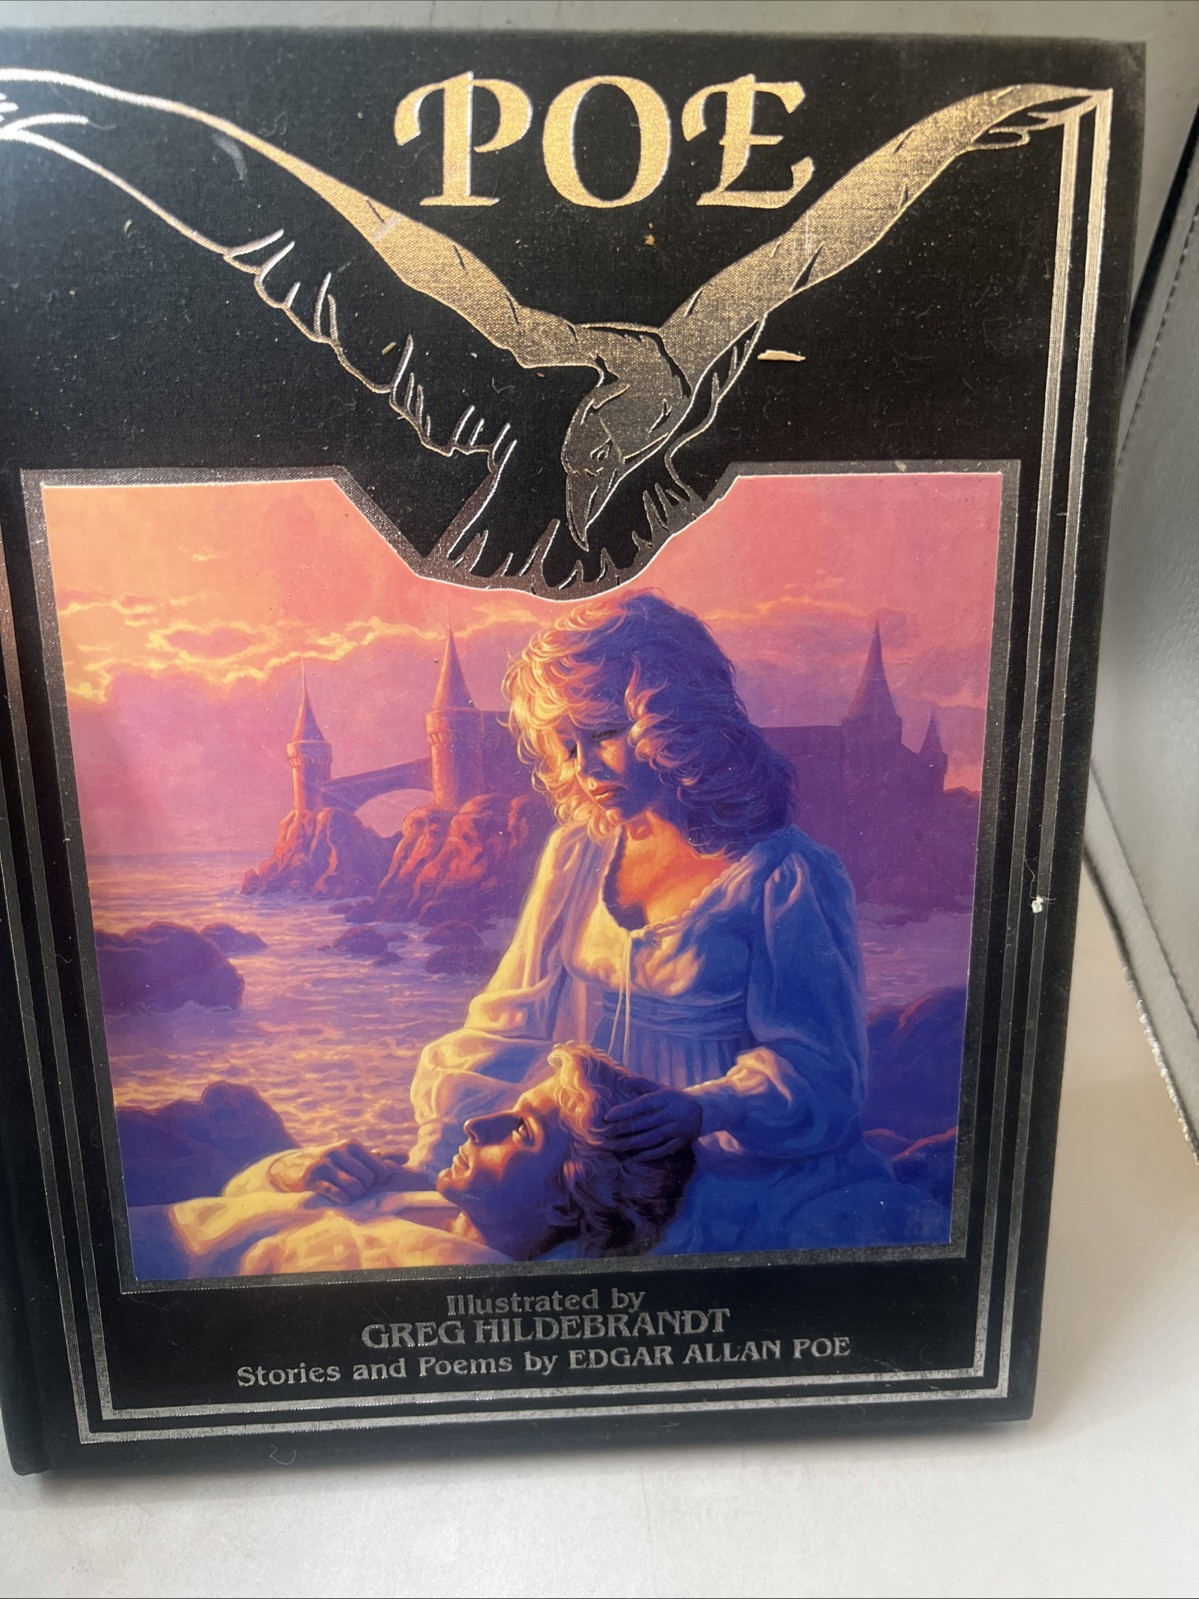 POE
Illustrated by
GREG HILDEBRANDT
Stories and Poems by EDGAR ALLAN POE